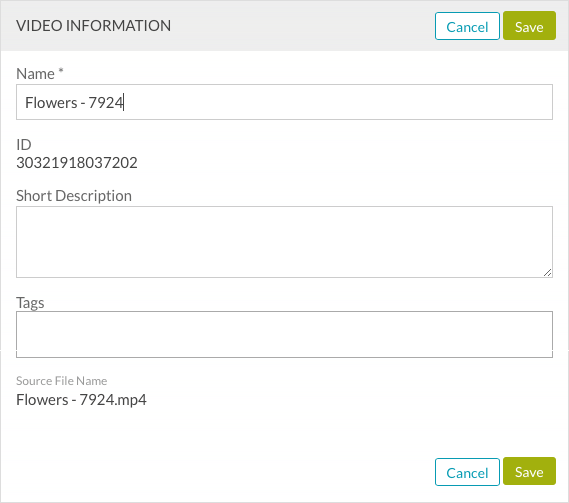 VIDEO INFORMATION Cancel Save
Name *
Flowers - 7924
ID
30321918037202
Short Description
Tags
Source File Name
Flowers - 7924.mp4
Cancel Save